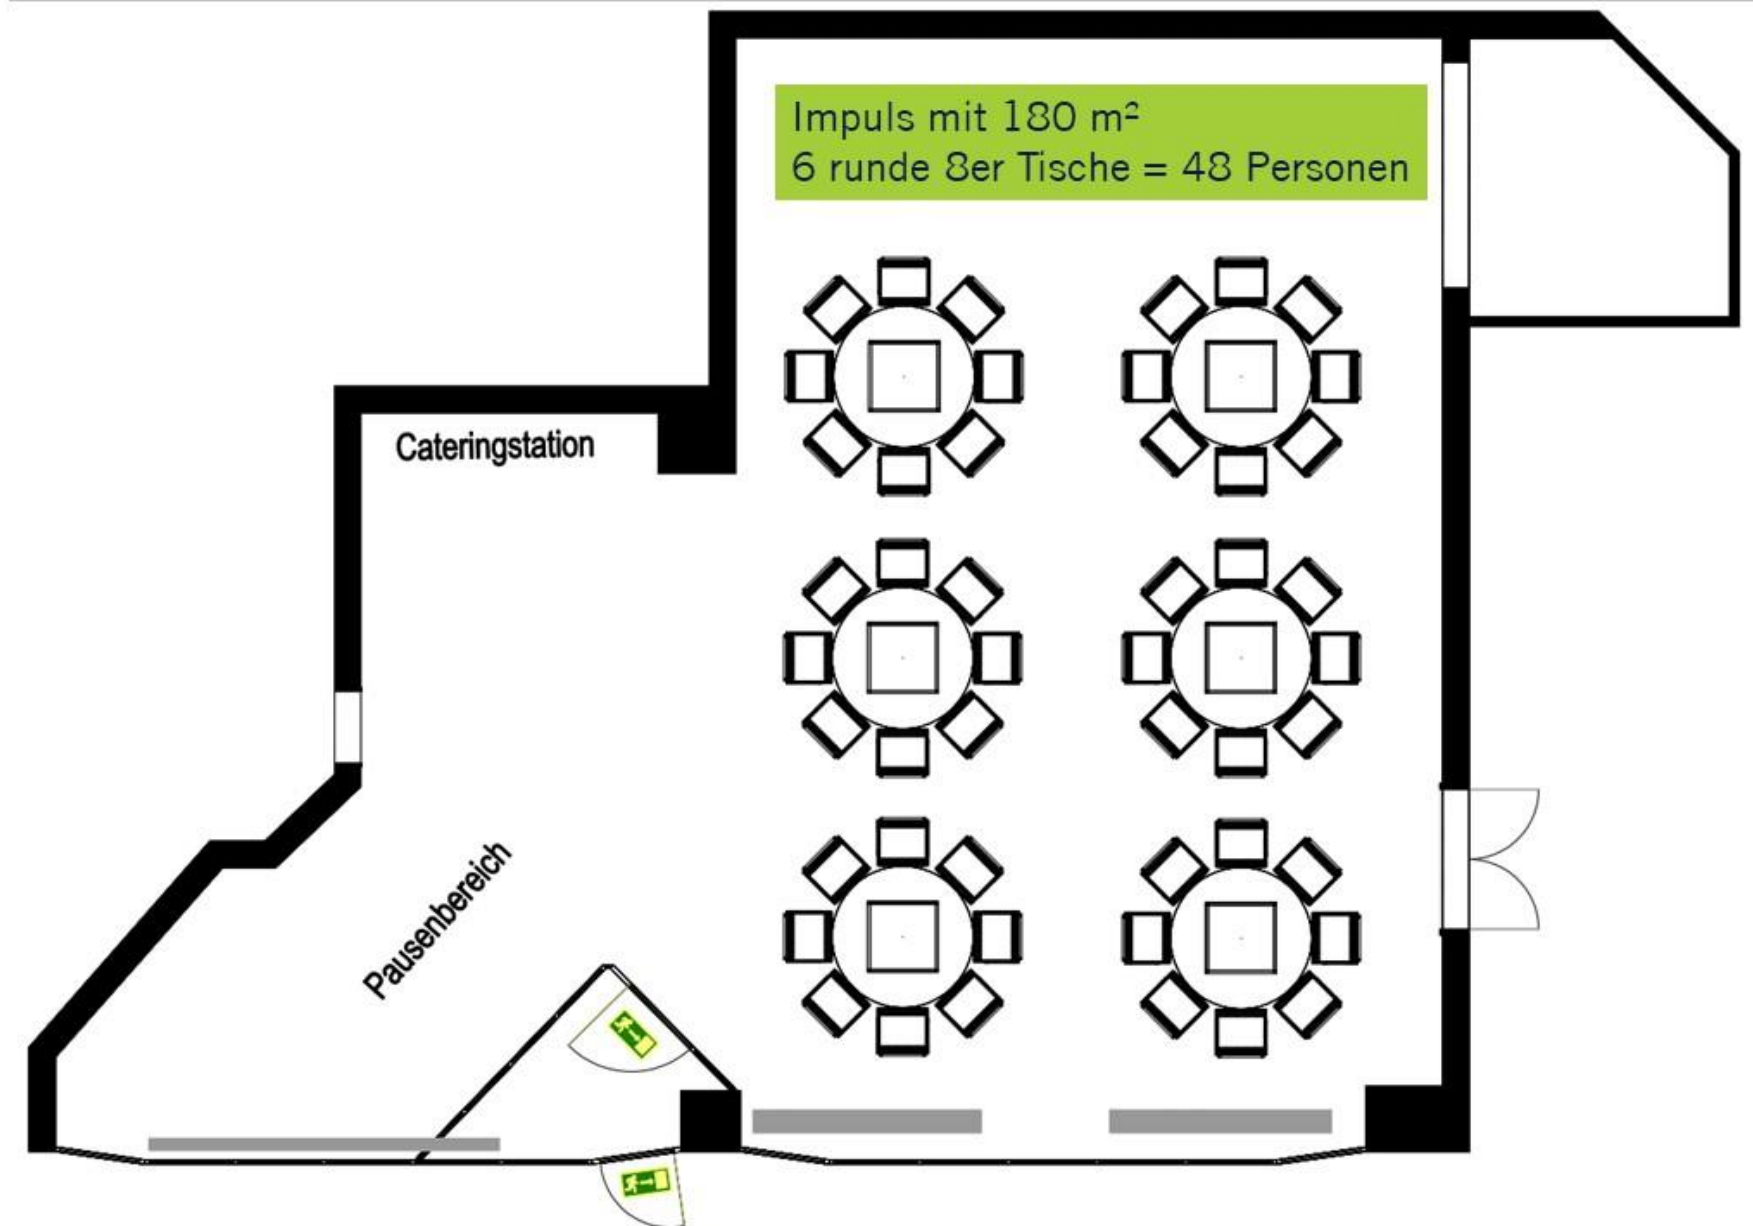 Impuls mit 180 m²
6 runde 8er Tische = 48 Personen
Cateringstation
Pausenbereich